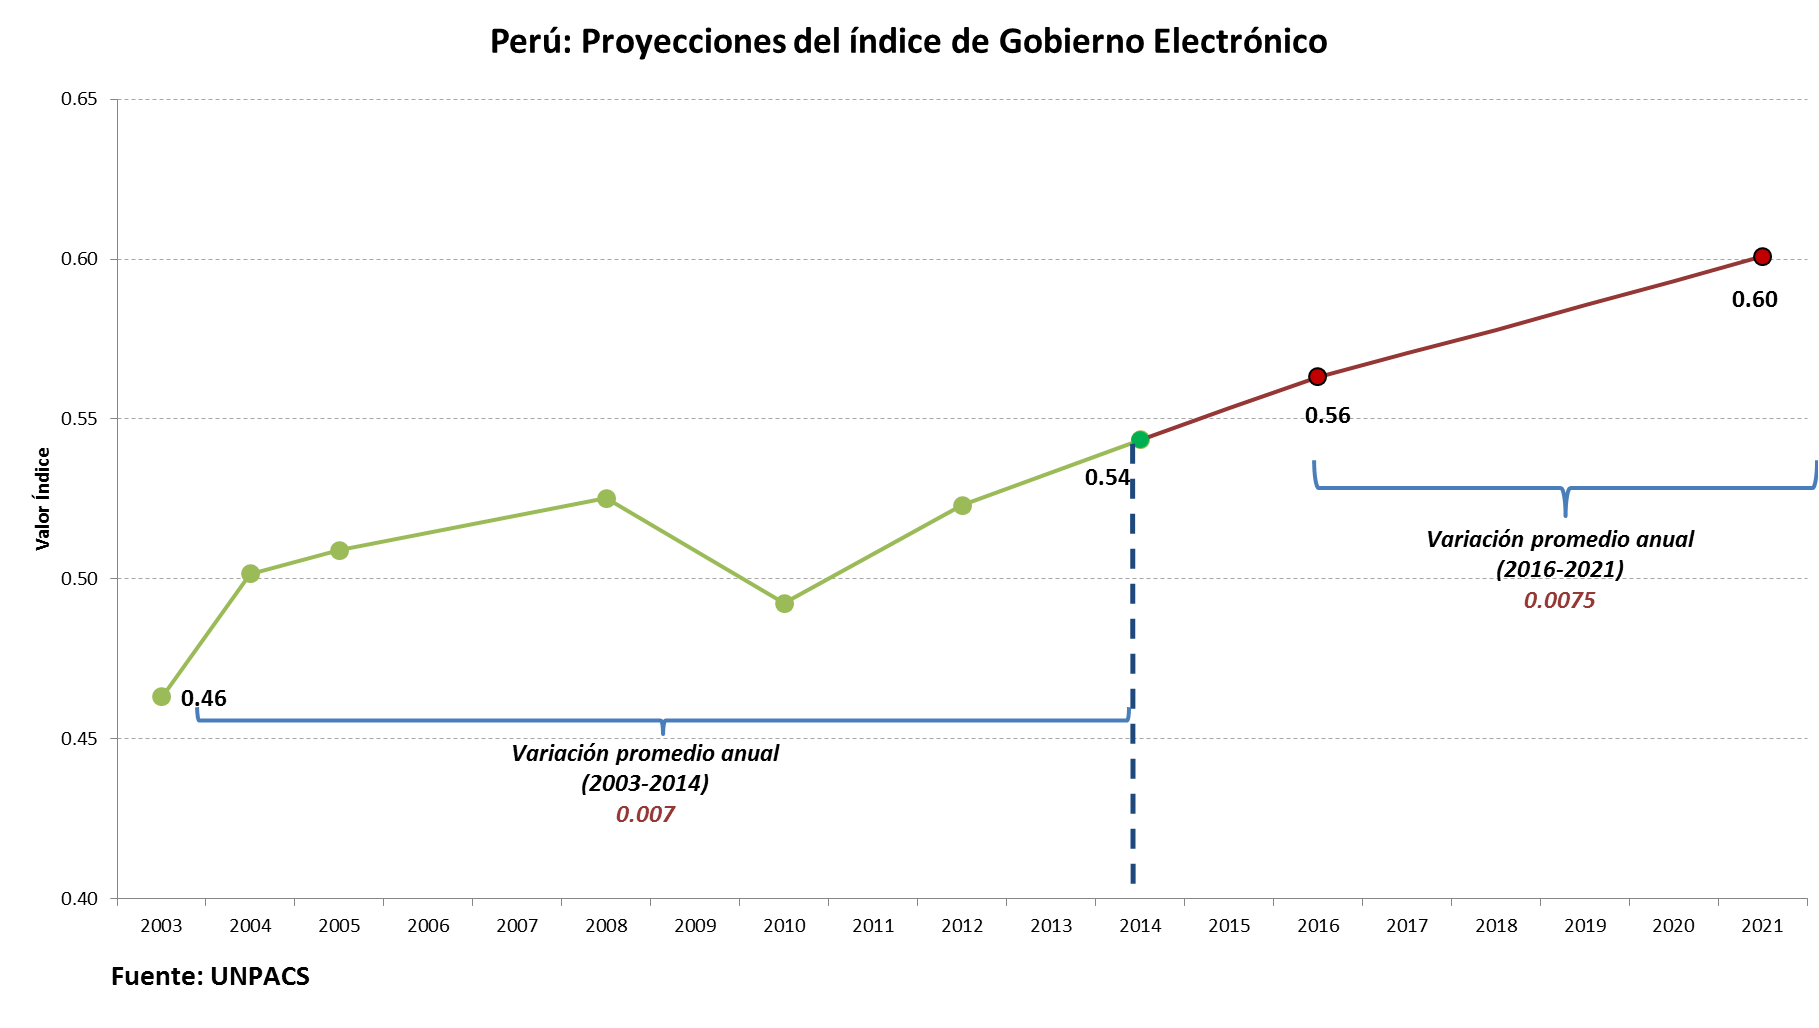 Perú: Proyecciones del índice de Gobierno Electrónico
0.65
0.60
0.55
0.50
0.45
0.40
Valor Índice
0.46
0.54
0.56
0.60
Variación promedio anual
(2003-2014)
0.007
Variación promedio anual
(2016-2021)
0.0075
2003 2004 2005 2006 2007 2008 2009 2010 2011 2012 2013 2014 2015 2016 2017 2018 2019 2020 2021
Fuente: UNPACS